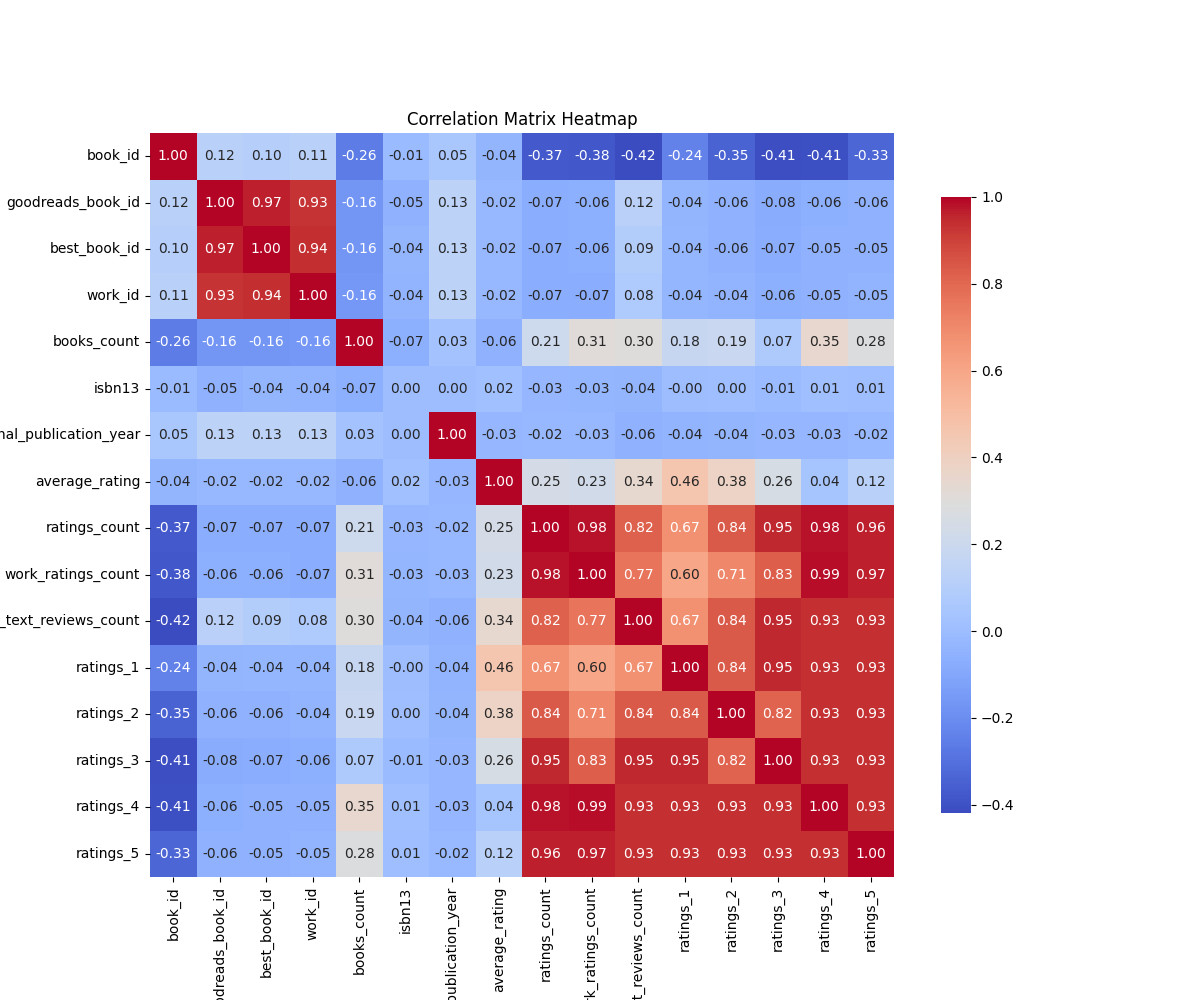 Correlation Matrix Heatmap
book_id 1.00 0.12 0.10 0.11 -0.26 -0.01 0.05 -0.04 -0.37 -0.38 -0.42 -0.24 -0.35 -0.41 -0.41 -0.33
goodreads_book_id 0.12 1.00 0.97 0.93 -0.16 -0.05 0.13 -0.02 -0.07 -0.06 0.12 -0.04 -0.06 -0.08 -0.06 -0.06
best_book_id 0.10 0.97 1.00 0.94 -0.16 -0.04 0.13 -0.02 -0.07 -0.06 0.09 -0.04 -0.06 -0.07 -0.05 -0.05
work_id 0.11 0.93 0.94 1.00 -0.16 -0.04 0.13 -0.02 -0.07 -0.07 0.08 -0.04 -0.04 -0.06 -0.05 -0.05
books_count -0.26 -0.16 -0.16 -0.16 1.00 -0.07 0.03 -0.06 0.21 0.31 0.30 0.18 0.19 0.07 0.35 0.28
isbn13 -0.01 -0.05 -0.04 -0.04 -0.07 0.00 0.00 0.02 -0.03 -0.03 -0.04 -0.00 0.00 -0.01 0.01 0.01
nal_publication_year 0.05 0.13 0.13 0.13 0.03 0.00 1.00 -0.03 -0.02 -0.03 -0.06 -0.04 -0.04 -0.03 -0.03 -0.02
average_rating -0.04 -0.02 -0.02 -0.02 -0.06 0.02 -0.03 1.00 0.25 0.23 0.34 0.46 0.38 0.26 0.04 0.12
ratings_count -0.37 -0.07 -0.07 -0.07 0.21 -0.03 -0.02 0.25 1.00 0.98 0.82 0.67 0.84 0.95 0.98 0.96
work_ratings_count -0.38 -0.06 -0.06 -0.07 0.31 -0.03 -0.03 0.23 0.98 1.00 0.77 0.60 0.71 0.83 0.99 0.97
_text_reviews_count -0.42 0.12 0.09 0.08 0.30 -0.04 -0.06 0.34 0.82 0.77 1.00 0.67 0.84 0.95 0.93 0.93
ratings_1 -0.24 -0.04 -0.04 -0.04 0.18 -0.00 -0.04 0.46 0.67 0.60 0.67 1.00 0.84 0.95 0.93 0.93
ratings_2 -0.35 -0.06 -0.06 -0.04 0.19 0.00 -0.04 0.38 0.84 0.71 0.84 0.84 1.00 0.82 0.93 0.93
ratings_3 -0.41 -0.08 -0.07 -0.06 0.07 -0.01 -0.03 0.26 0.95 0.83 0.95 0.95 0.82 1.00 0.93 0.93
ratings_4 -0.41 -0.06 -0.05 -0.05 0.35 0.01 -0.03 0.04 0.98 0.99 0.93 0.93 0.93 0.93 1.00 0.93
ratings_5 -0.33 -0.06 -0.05 -0.05 0.28 0.01 -0.02 0.12 0.96 0.97 0.93 0.93 0.93 0.93 0.93 1.00
book_id
odreads_book_id
best_book_id
work_id
books_count
isbn13
publication_year
average_rating
ratings_count
rk_ratings_count
t_reviews_count
ratings_1
ratings_2
ratings_3
ratings_4
ratings_5
1.0
0.8
0.6
0.4
0.2
0.0
−0.2
−0.4